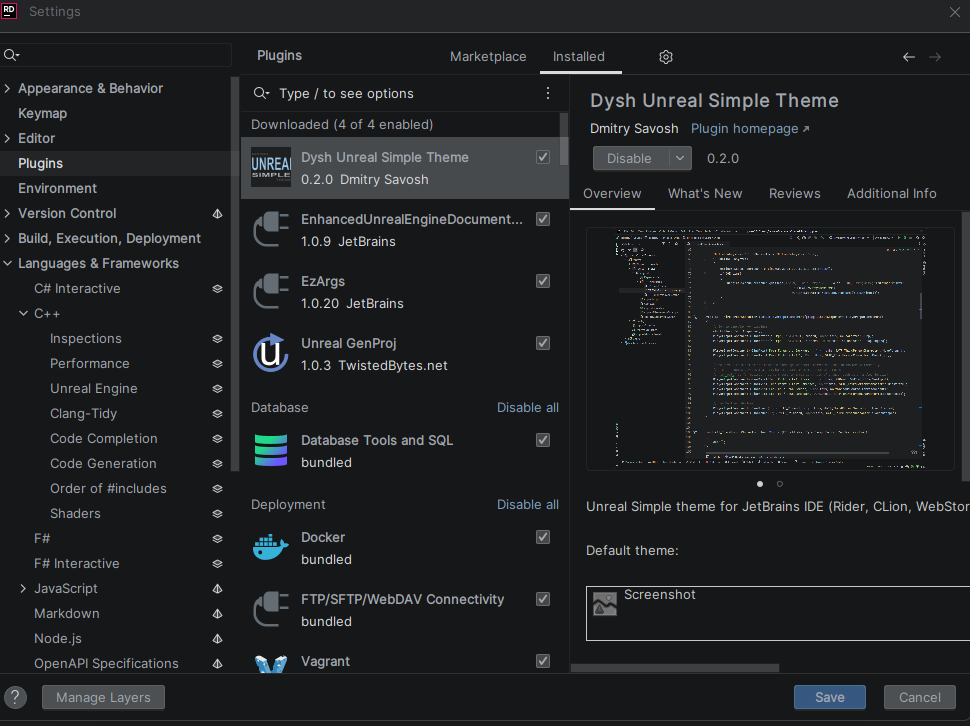 RD Settings
Appearance & Behavior
Keymap
Editor
Plugins
Environment
Version Control
Build, Execution, Deployment
Languages & Frameworks
C# Interactive
C++
Inspections
Performance
Unreal Engine
Clang-Tidy
Code Completion
Code Generation
Order of #includes
Shaders
F#
F# Interactive
JavaScript
Markdown
Node.js
OpenAPI Specifications
Plugins
Marketplace
Installed
Type / to see options
Downloaded (4 of 4 enabled)
UNREAL
SIMPLE
Dysh Unreal Simple Theme
0.2.0 Dmitry Savosh
EnhancedUnrealEngineDocument...
1.0.9 JetBrains
EzArgs
1.0.20 JetBrains
Unreal GenProj
1.0.3 TwistedBytes.net
Database
Disable all
Database Tools and SQL
bundled
Deployment
Disable all
Docker
bundled
FTP/SFTP/WebDAV Connectivity
bundled
Vagrant
Dysh Unreal Simple Theme
Dmitry Savosh Plugin homepage
Disable
0.2.0
Overview
What's New
Reviews
Additional Info
Unreal Simple theme for JetBrains IDE (Rider, CLion, WebStor
Default theme:
Screenshot
?
Manage Layers
Save
Cancel